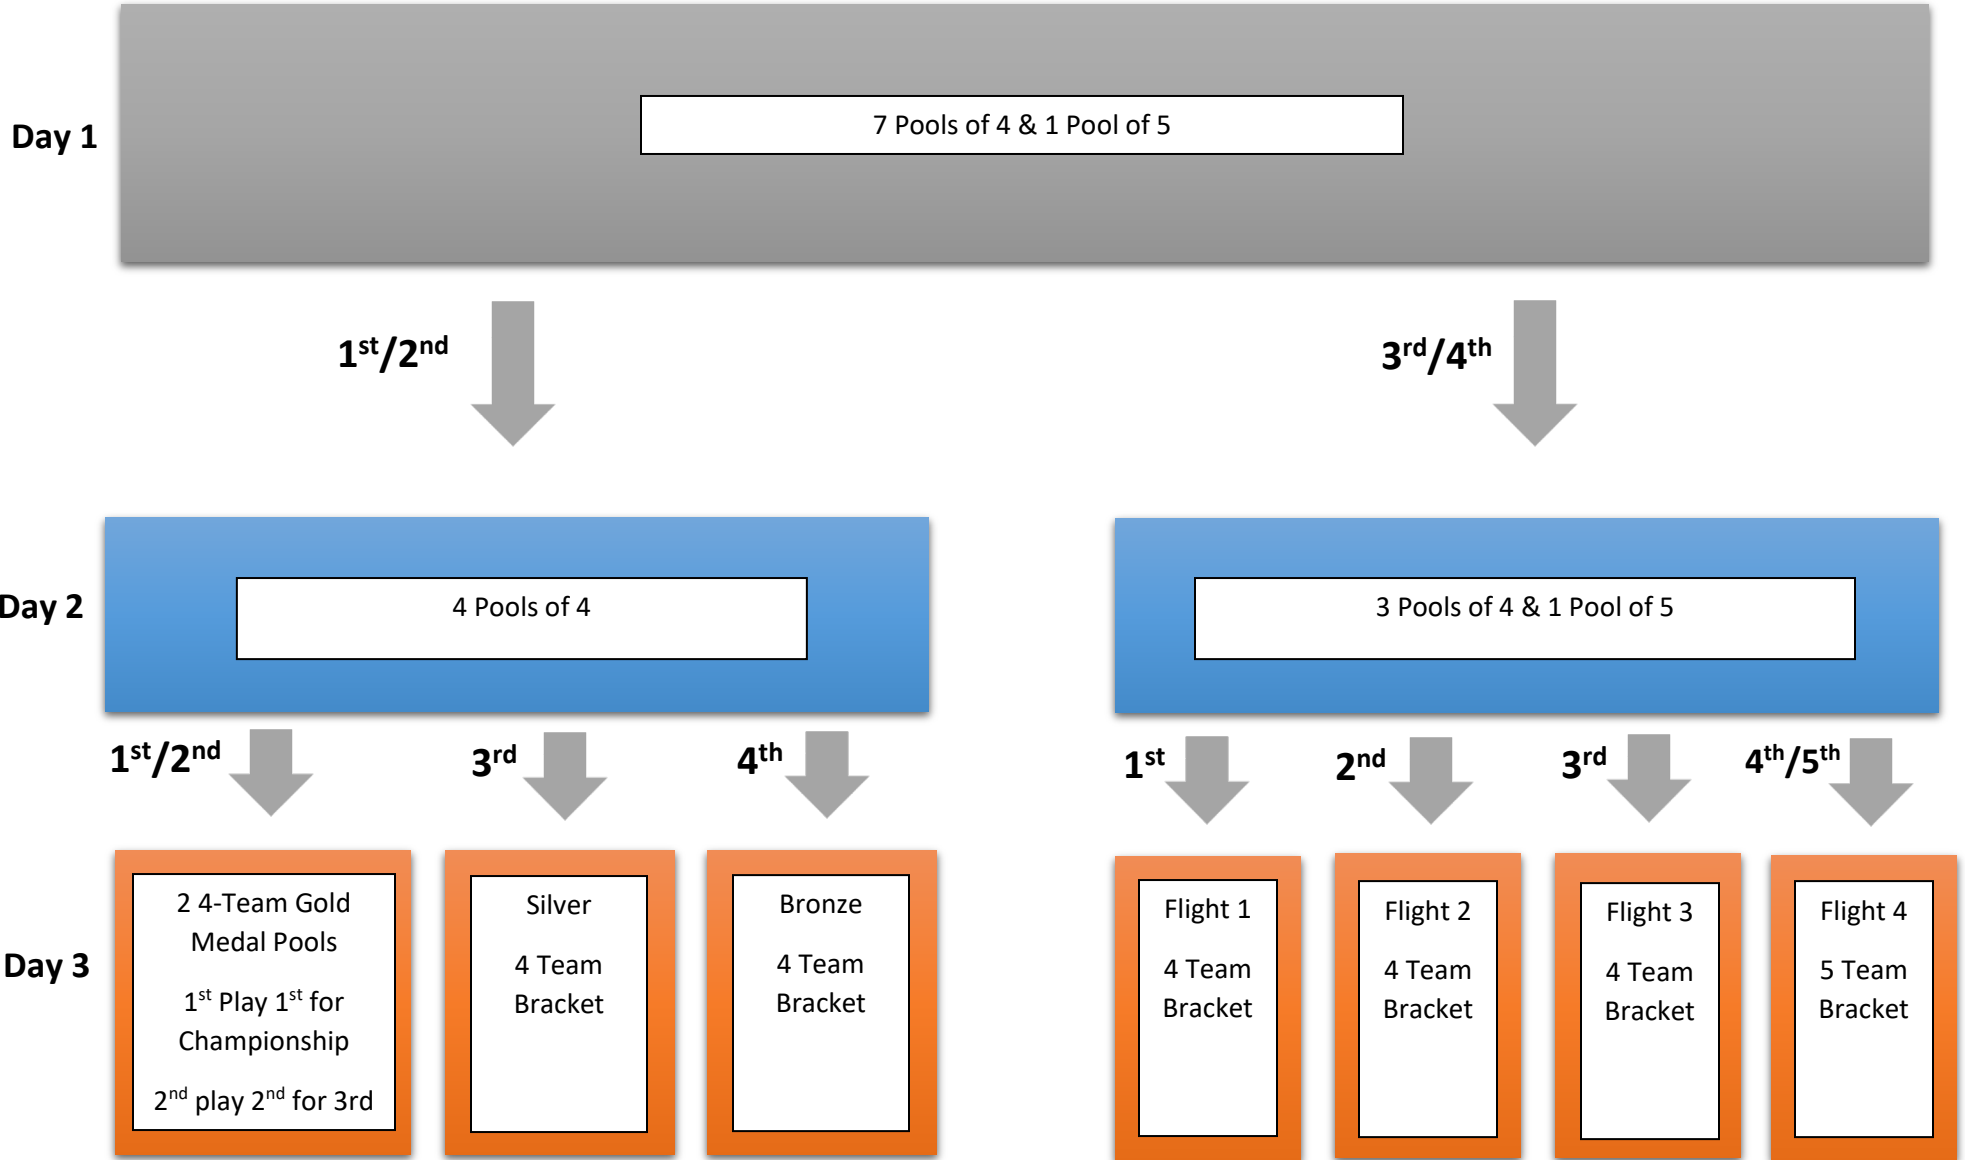 Day 1
7 Pools of 4 & 1 Pool of 5
1st/2nd
3rd/4th
Day 2
4 Pools of 4
3 Pools of 4 & 1 Pool of 5
1st/2nd
3rd
4th
1st
2nd
3rd
4th/5th
Day 3
2 4-Team Gold
Medal Pools
1st Play 1st for
Championship
2nd play 2nd for 3rd
Silver
4 Team
Bracket
Bronze
4 Team
Bracket
Flight 1
4 Team
Bracket
Flight 2
4 Team
Bracket
Flight 3
4 Team
Bracket
Flight 4
5 Team
Bracket